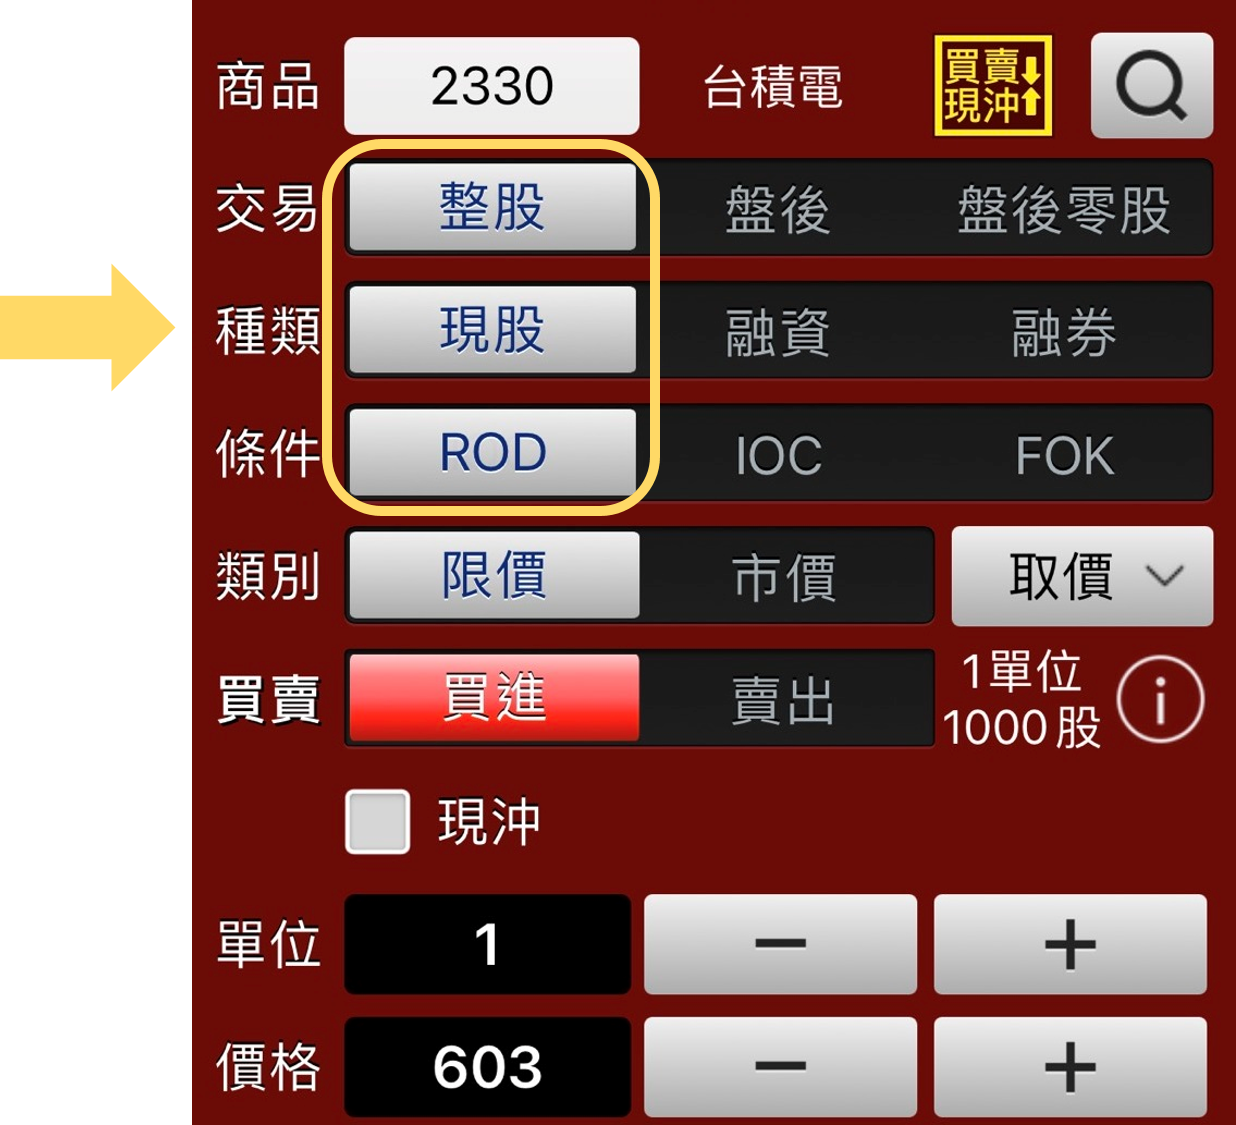 商品 2330 台積電 買賣↓
現沖↑
交易 整股 盤後 盤後零股
種類 現股 融資 融券
條件 ROD IOC FOK
類別 限價 市價 取價
買賣 買進 賣出 1單位
1000股
現沖
單位 1 − +
價格 603 − +